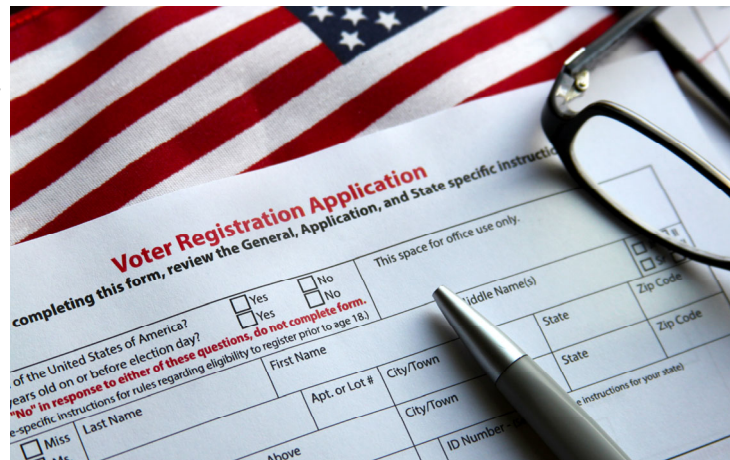 Voter Registration Application
completing this form, review the General, Application, and State specific instructio
of the United States of America? Yes No
ears old on or before election day? Yes No
This space for office use only.
"No" in response to either of these questions, do not complete form.
e-specific instructions for rules regarding eligibility to register prior to age 18.)
Miss Last Name First Name iddle Name(s)
Ms.
Apt. or Lot # City/Town State Zip Code
Above City/Town State Zip Code
ID Number e instructions for your state)